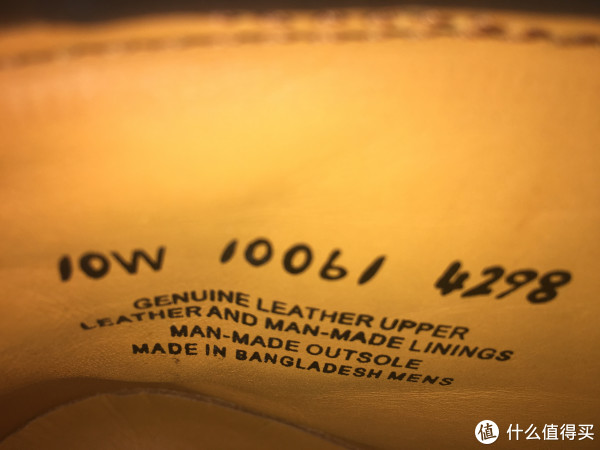 10W 10061 4298
GENUINE LEATHER UPPER
LEATHER AND MAN-MADE LININGS
MAN-MADE OUTSOLE
MADE IN BANGLADESH MENS
值 什么值得买